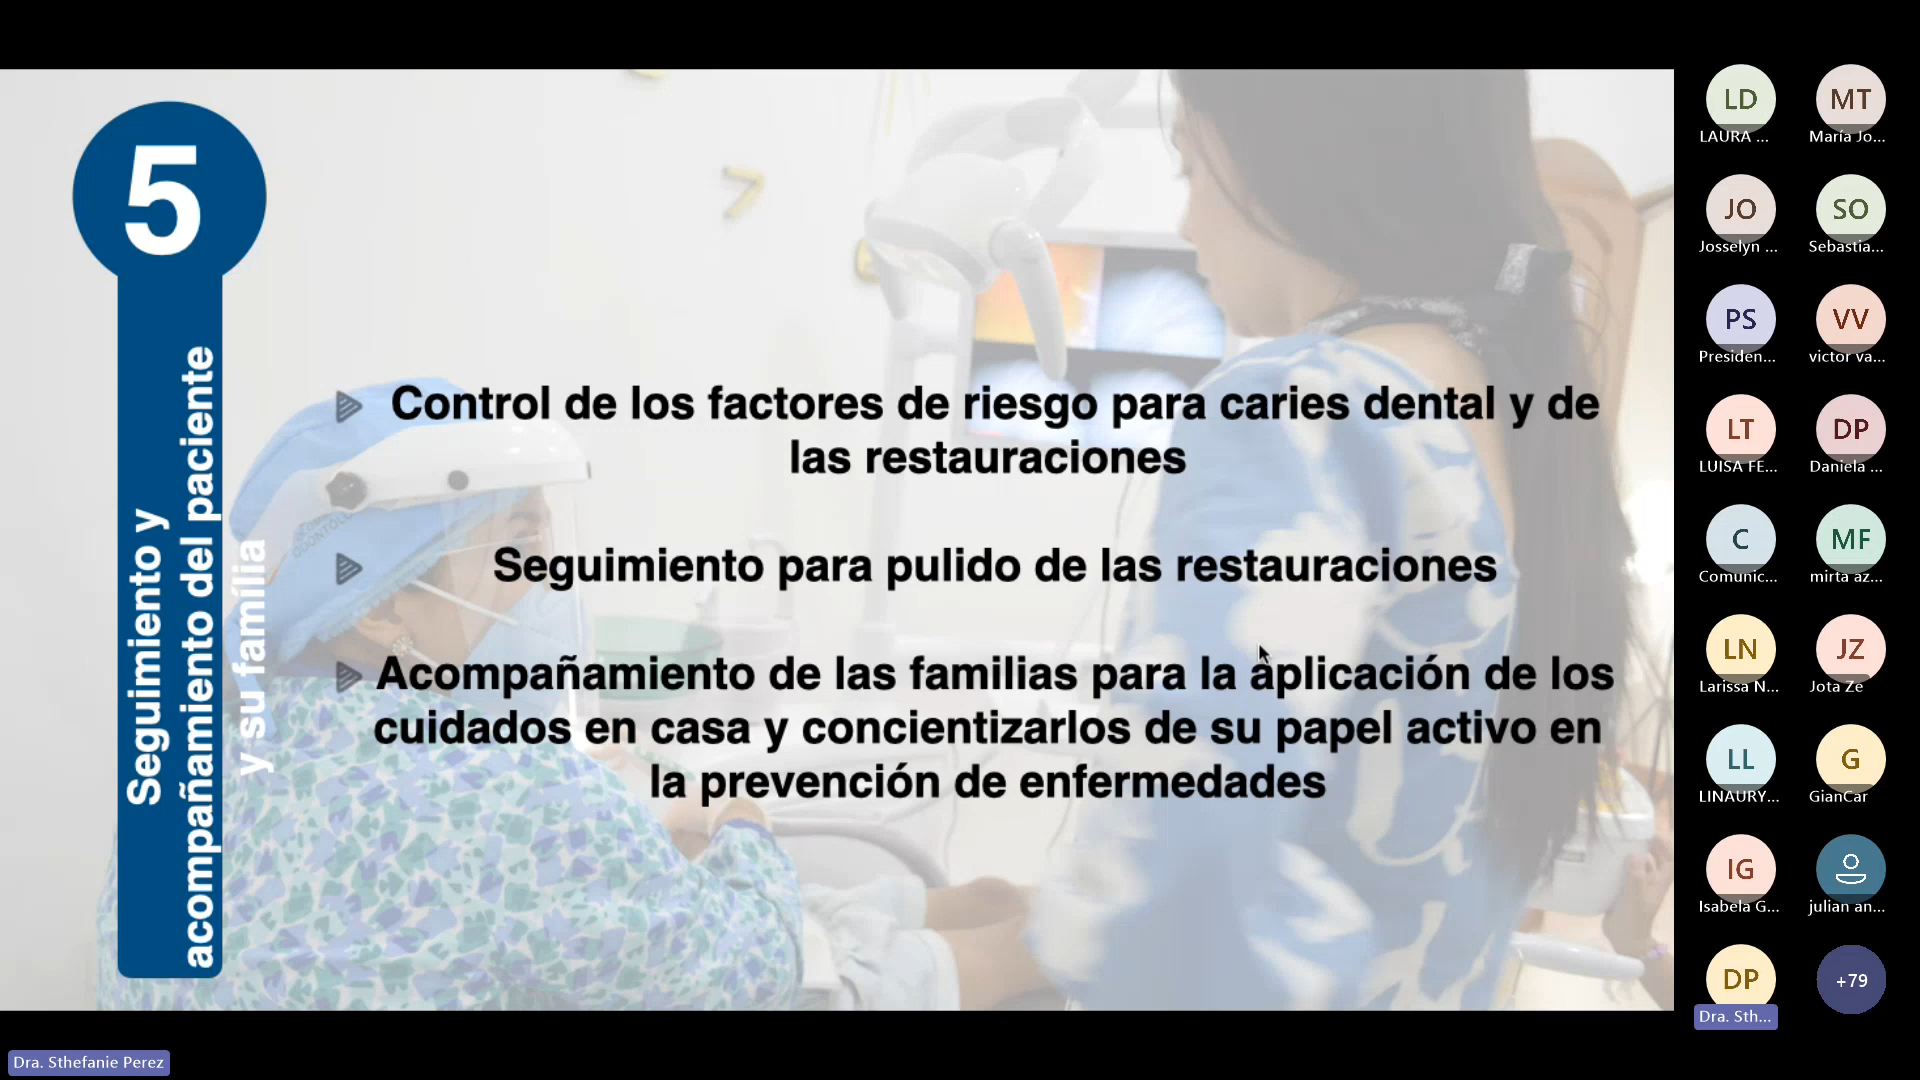 5
Seguimiento y
acompañamiento del paciente
y su família
Control de los factores de riesgo para caries dental y de
las restauraciones
Seguimiento para pulido de las restauraciones
Acompañamiento de las familias para la aplicación de los
cuidados en casa y concientizarlos de su papel activo en
la prevención de enfermedades
LD
LAURA ...
MT
María Jo...
JO
Josselyn ...
SO
Sebastia...
PS
Presiden...
VV
victor va...
LT
LUISA FE...
DP
Daniela ...
C
Comunic...
MF
mirta az...
LN
Larissa N...
JZ
Jota Ze
LL
LINAURY...
G
GianCar
IG
Isabela G...
julian an...
DP
Dra. Sth...
+79
Dra. Sthefanie Perez